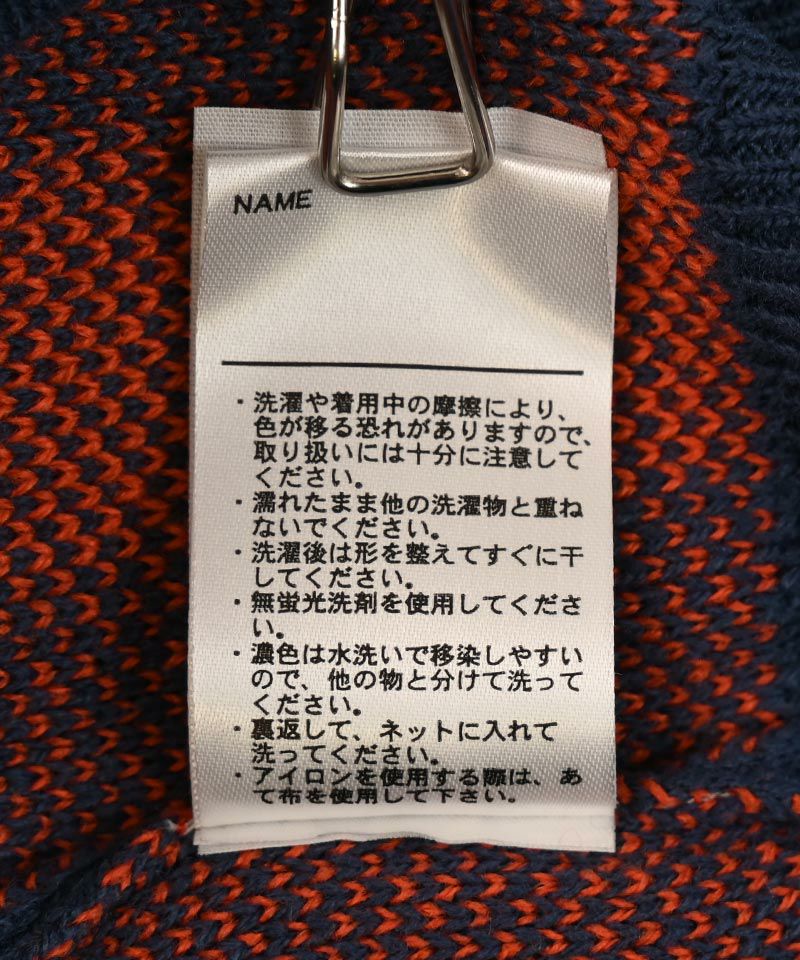 NAME
・洗濯や着用中の摩擦により、
色が移る恐れがありますので、
取り扱いには十分に注意して
ください。
・濡れたまま他の洗濯物と重ね
ないでください。
・洗濯後は形を整えてすぐに干
してください。
・無蛍光洗剤を使用してくださ
い。
・濃色は水洗いで移染しやすい
ので、他の物と分けて洗って
ください。
・裏返して、ネットに入れて
洗ってください。
・アイロンを使用する際は、あ
て布を使用して下さい。